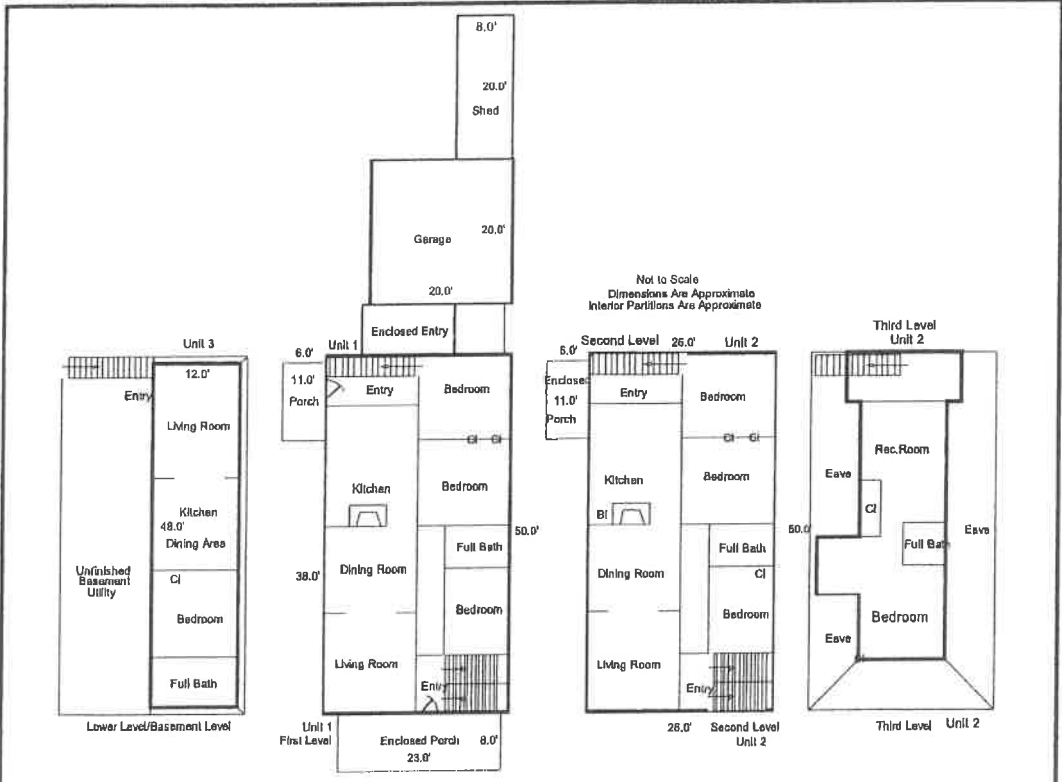 8.0'
20.0'
Shed
Garage
20.0'
20.0'
Enclosed Entry
Not to Scale
Dimensions Are Approximate
Interior Partitions Are Approximate
Unit 3
12.0'
Entry
Living Room
Kitchen
48.0'
Dining Area
Cl
Unfinished
Basement
Utility
Bedroom
Full Bath
Lower Level/Basement Level
6.0'
Unit 1
11.0'
Porch
Entry
Bedroom
Cl Cl
Kitchen
Bedroom
50.0'
Full Bath
38.0'
Dining Room
Bedroom
Living Room
Entry
Unit 1
First Level
Enclosed Porch
8.0'
23.0'
Second Level
26.0'
Unit 2
Enclosed
11.0'
Porch
Entry
Bedroom
Cl Cl
Kitchen
Bedroom
BI
Full Bath
Dining Room
Cl
Bedroom
Living Room
Entry
26.0'
Second Level
Unit 2
Third Level
Unit 2
Rec.Room
Eave
Cl
50.0'
Full Bath
Eave
Bedroom
Eave
Third Level
Unit 2